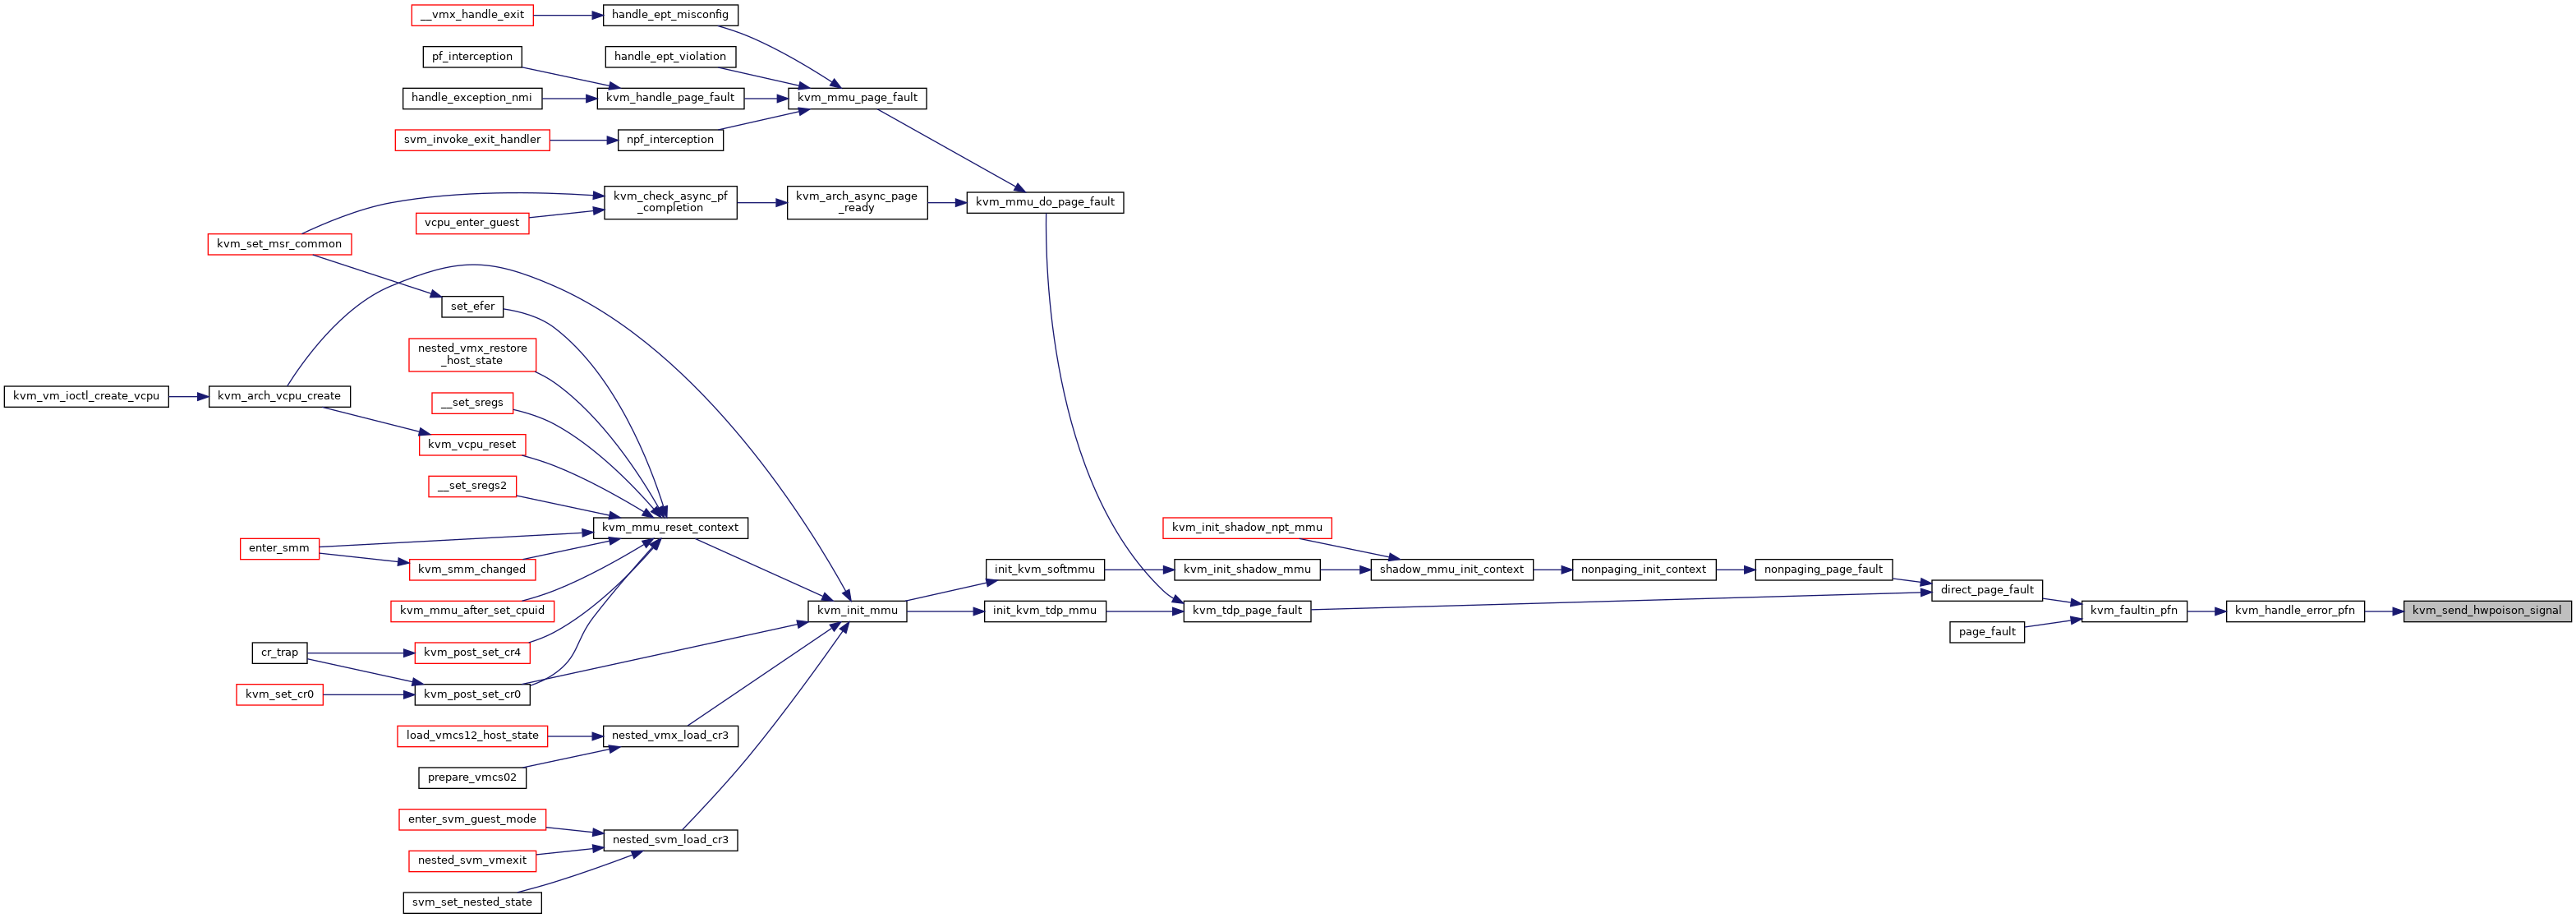 __vmx_handle_exit
handle_ept_misconfig
pf_interception
handle_ept_violation
handle_exception_nmi
kvm_handle_page_fault
kvm_mmu_page_fault
svm_invoke_exit_handler
npf_interception
kvm_check_async_pf
_completion
kvm_arch_async_page
_ready
kvm_mmu_do_page_fault
vcpu_enter_guest
kvm_set_msr_common
set_efer
nested_vmx_restore
_host_state
kvm_vm_ioctl_create_vcpu
kvm_arch_vcpu_create
__set_sregs
kvm_vcpu_reset
__set_sregs2
kvm_mmu_reset_context
kvm_init_shadow_npt_mmu
enter_smm
kvm_smm_changed
init_kvm_softmmu
kvm_init_shadow_mmu
shadow_mmu_init_context
nonpaging_init_context
nonpaging_page_fault
direct_page_fault
kvm_mmu_after_set_cpuid
kvm_init_mmu
init_kvm_tdp_mmu
kvm_tdp_page_fault
kvm_faultin_pfn
kvm_handle_error_pfn
kvm_send_hwpoison_signal
page_fault
cr_trap
kvm_post_set_cr4
kvm_set_cr0
kvm_post_set_cr0
load_vmcs12_host_state
nested_vmx_load_cr3
prepare_vmcs02
enter_svm_guest_mode
nested_svm_load_cr3
nested_svm_vmexit
svm_set_nested_state